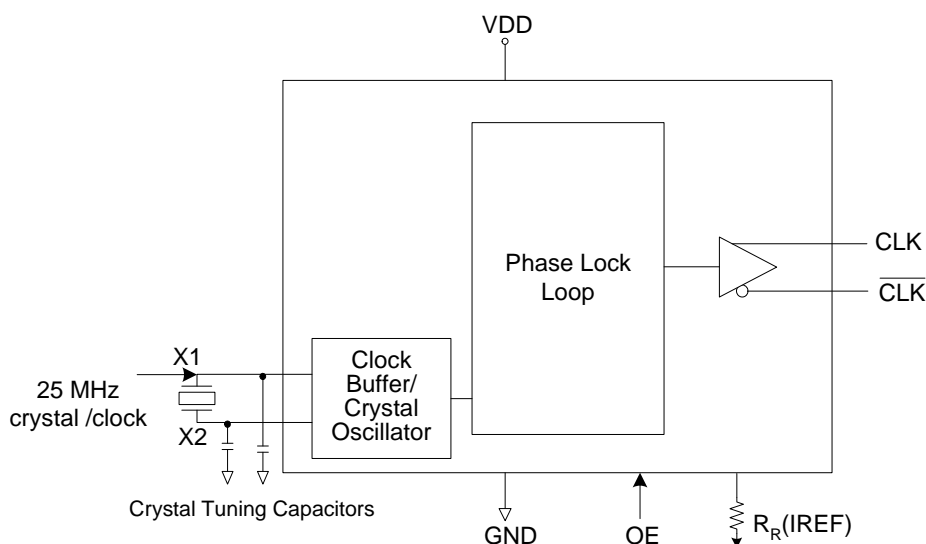 VDD
CLK
CLK
Phase Lock
Loop
Clock
Buffer/
Crystal
Oscillator
X1
25 MHz
crystal /clock
X2
Crystal Tuning Capacitors
GND
OE
RR(IREF)